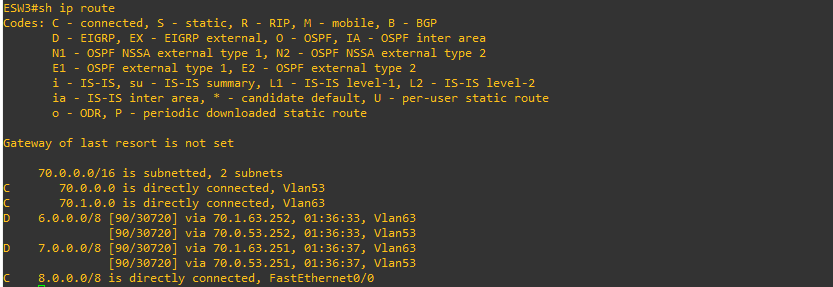 ESW3#sh ip route
Codes: C - connected, S - static, R - RIP, M - mobile, B - BGP
       D - EIGRP, EX - EIGRP external, O - OSPF, IA - OSPF inter area
       N1 - OSPF NSSA external type 1, N2 - OSPF NSSA external type 2
       E1 - OSPF external type 1, E2 - OSPF external type 2
       i - IS-IS, su - IS-IS summary, L1 - IS-IS level-1, L2 - IS-IS level-2
       ia - IS-IS inter area, * - candidate default, U - per-user static route
       o - ODR, P - periodic downloaded static route

Gateway of last resort is not set

     70.0.0.0/16 is subnetted, 2 subnets
C       70.0.0.0 is directly connected, Vlan53
C       70.1.0.0 is directly connected, Vlan63
D    6.0.0.0/8 [90/30720] via 70.1.63.252, 01:36:33, Vlan63
               [90/30720] via 70.0.53.252, 01:36:33, Vlan53
D    7.0.0.0/8 [90/30720] via 70.1.63.251, 01:36:37, Vlan63
               [90/30720] via 70.0.53.251, 01:36:37, Vlan53
C    8.0.0.0/8 is directly connected, FastEthernet0/0